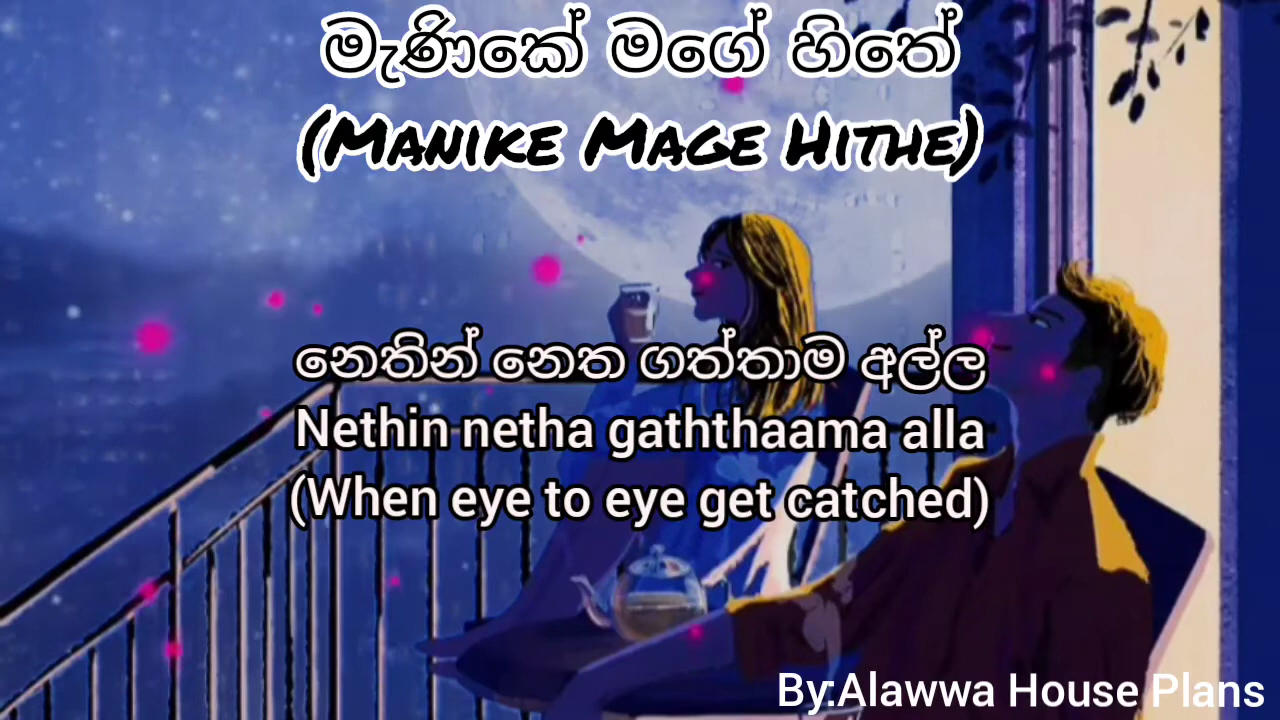 මැණිකේ මගේ හිතේ
(Manike Mage Hithe)
නෙතින් නෙත ගත්තාම අල්ල
Nethin netha gaththaama alla
(When eye to eye get catched)
By:Alawwa House Plans